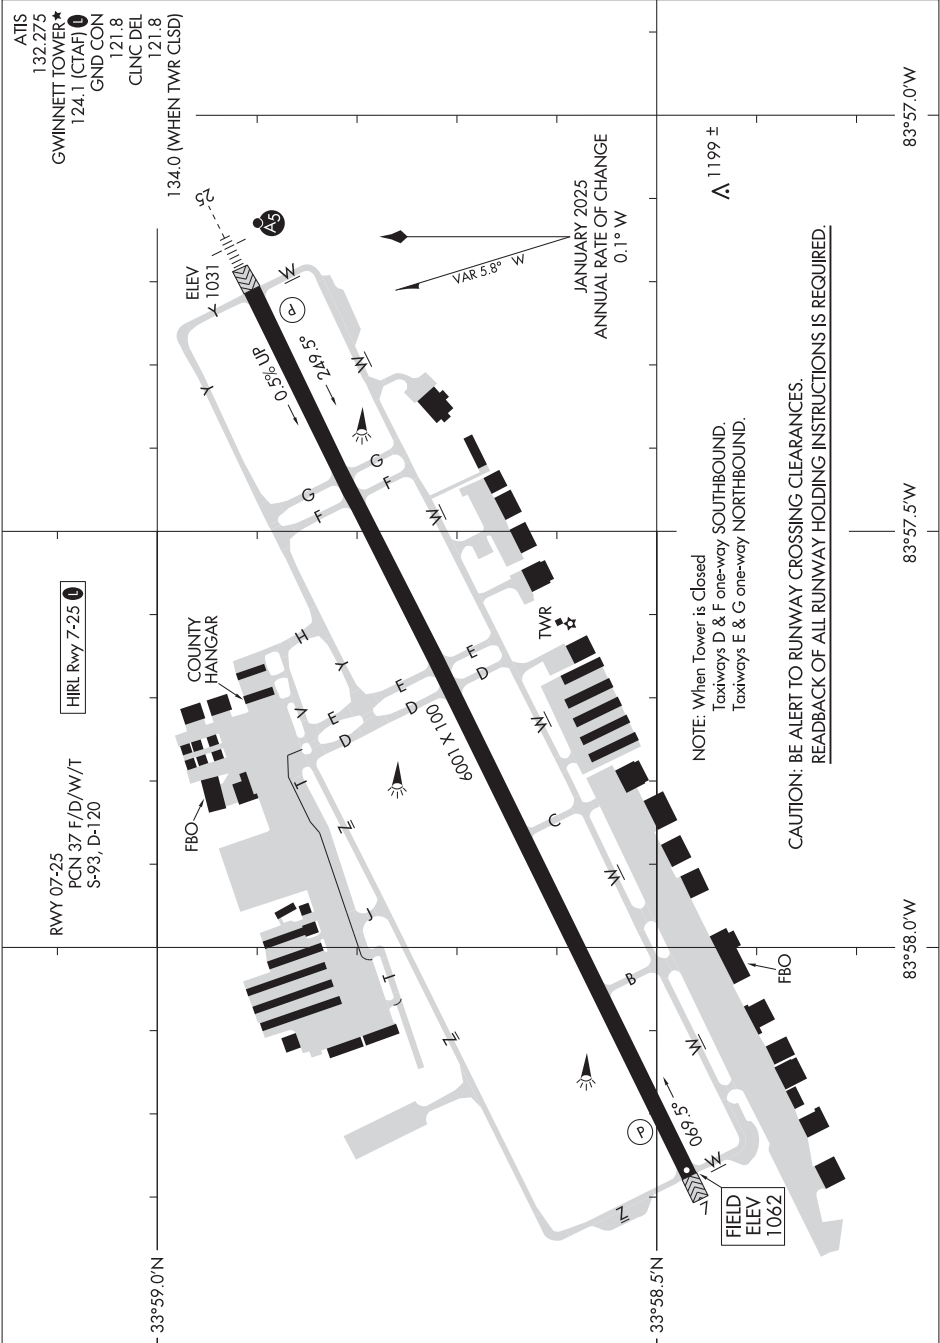 ATIS
132.275
GWINNETT TOWER★
124.1 (CTAF) L
GND CON
121.8
CLNC DEL
121.8
134.0 (WHEN TWR CLSD)
HIRL Rwy 7-25 L
RWY 07-25
PCN 37 F/D/W/T
S-93, D-120
25
A5
ELEV
1031
Y
W
P
Y
0.5% UP
249.5°
W
VAR 5.8° W
JANUARY 2025
ANNUAL RATE OF CHANGE
0.1° W
1199 ±
G
F
G
F
W
COUNTY
HANGAR
H
Y
TWR
A
E
D
E
D
E
D
W
6001 X 100
FBO
T
Z
C
W
J
T
B
FBO
Z
W
P
069.5°
Z
W
7
FIELD
ELEV
1062
NOTE: When Tower is Closed
Taxiways D & F one-way SOUTHBOUND.
Taxiways E & G one-way NORTHBOUND.
CAUTION: BE ALERT TO RUNWAY CROSSING CLEARANCES.
READBACK OF ALL RUNWAY HOLDING INSTRUCTIONS IS REQUIRED.
33°59.0'N
33°58.5'N
83°58.0'W
83°57.5'W
83°57.0'W